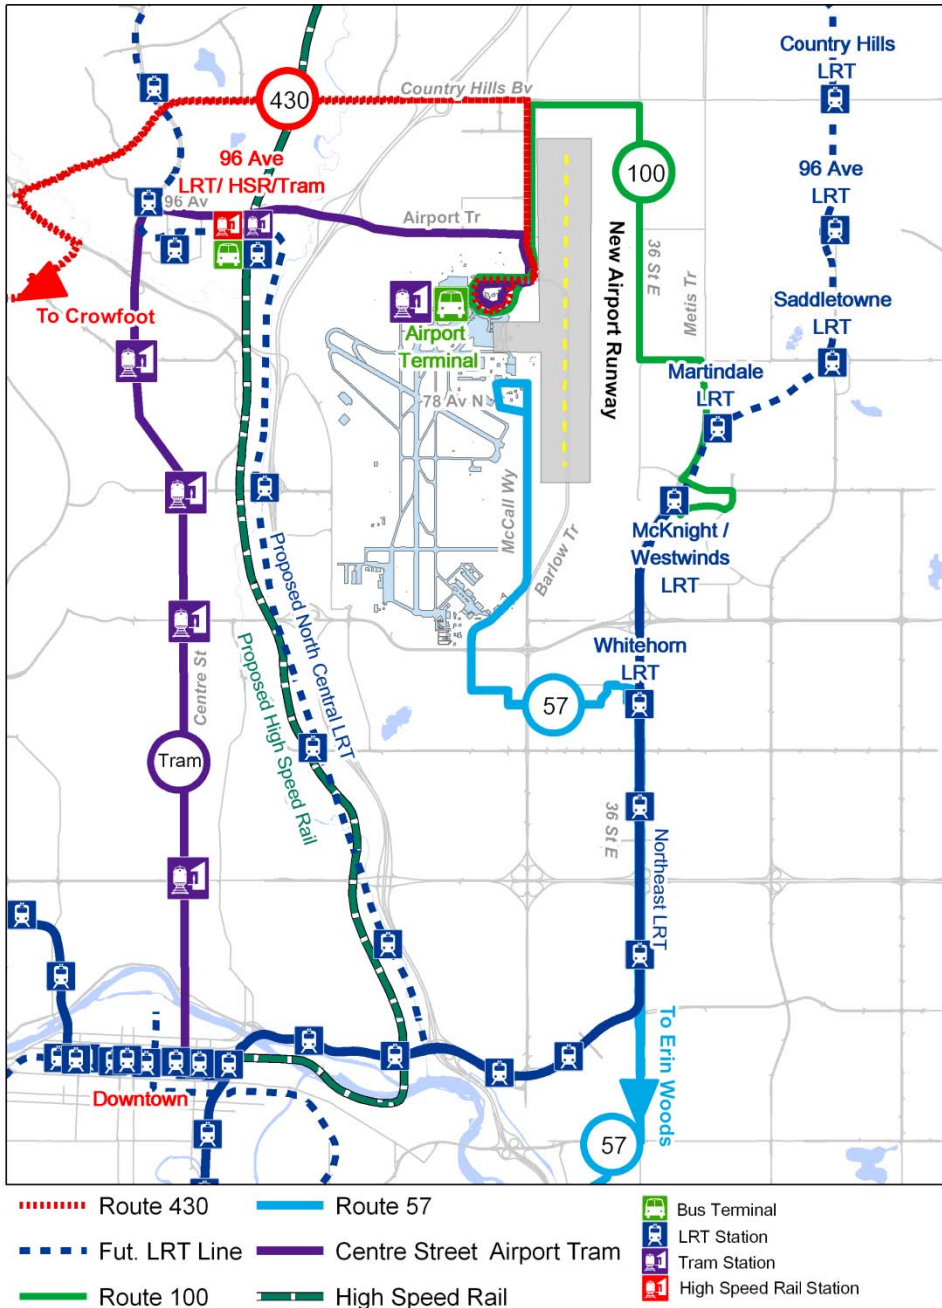 Country Hills
LRT
430
Country Hills Bv
96 Ave
LRT/ HSR/Tram
100
96 Ave
LRT
96 Av
Airport Tr
New Airport Runway
36 St E
Metis Tr
To Crowfoot
Airport
Terminal
Saddletowne
LRT
Martindale
LRT
78 Av N
McCall Wy
Barlow Tr
McKnight /
Westwinds
LRT
Proposed North Central LRT
Proposed High Speed Rail
Centre St
Whitehorn
LRT
57
Tram
36 St E
Northeast LRT
To Erin Woods
Downtown
57
Route 430
Route 57
Bus Terminal
LRT Station
Fut. LRT Line
Centre Street Airport Tram
Tram Station
High Speed Rail Station
Route 100
High Speed Rail